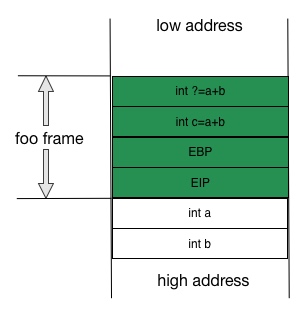 low address
int ?=a+b
int c=a+b
foo frame
EBP
EIP
int a
int b
high address